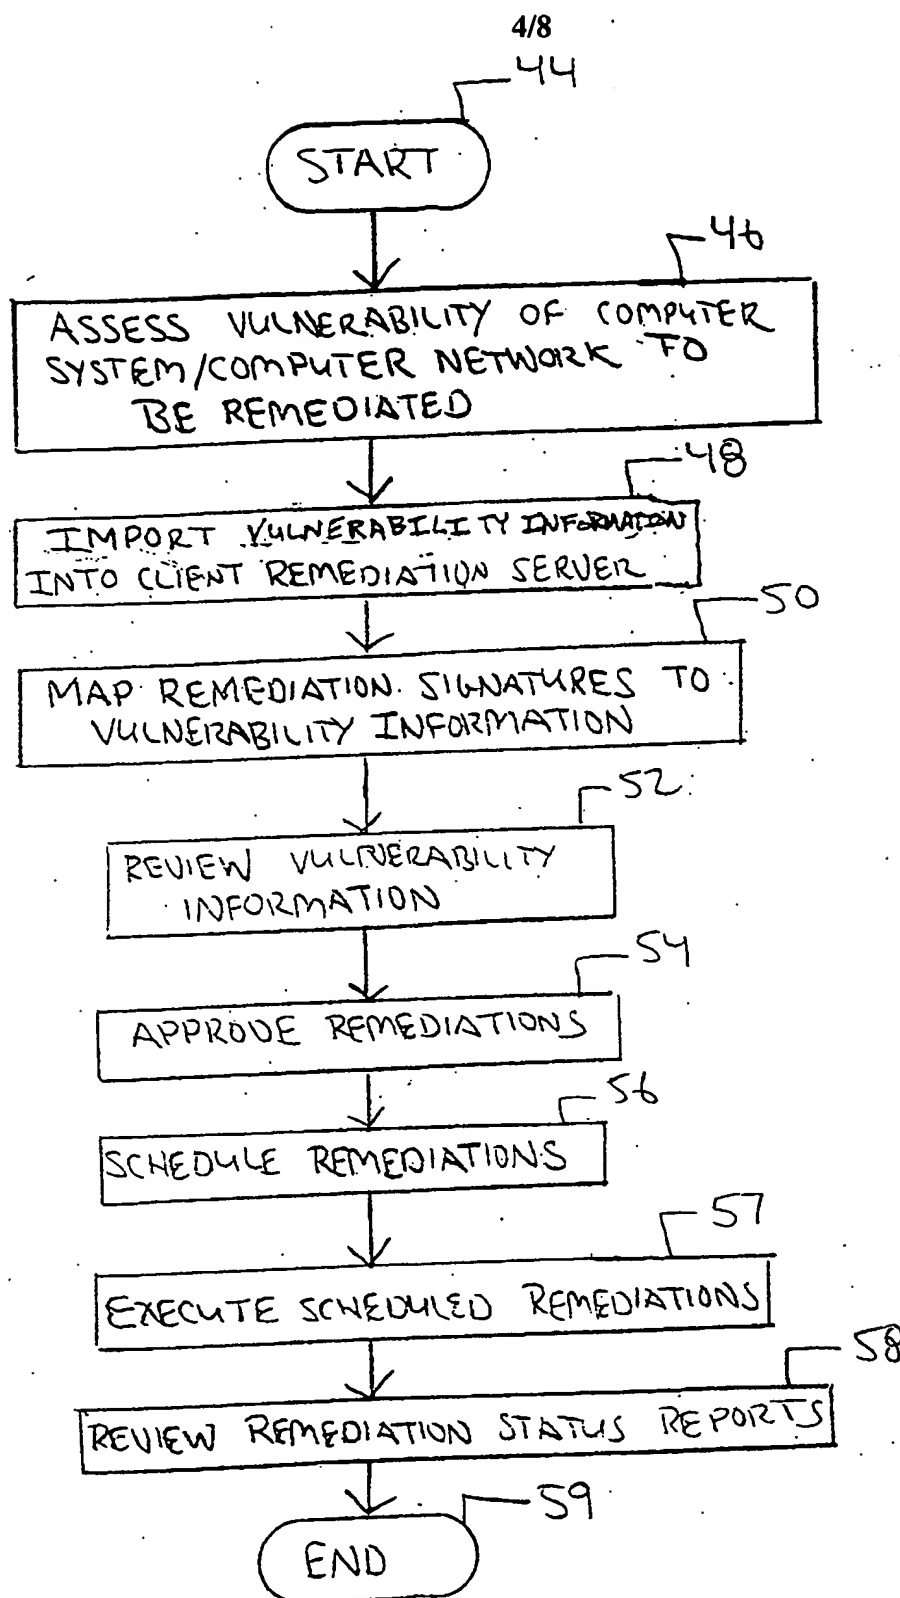 4/8
44
START
46
ASSESS VULNERABILITY OF COMPUTER
SYSTEM/COMPUTER NETWORK TO
BE REMEDIATED
48
IMPORT VULNERABILITY INFORMATION
INTO CLIENT REMEDIATION SERVER
50
MAP REMEDIATION SIGNATURES TO
VULNERABILITY INFORMATION
52
REVIEW VULNERABILITY
INFORMATION
54
APPROVE REMEDIATIONS
56
SCHEDULE REMEDIATIONS
57
EXECUTE SCHEDULED REMEDIATIONS
58
REVIEW REMEDIATION STATUS REPORTS
59
END